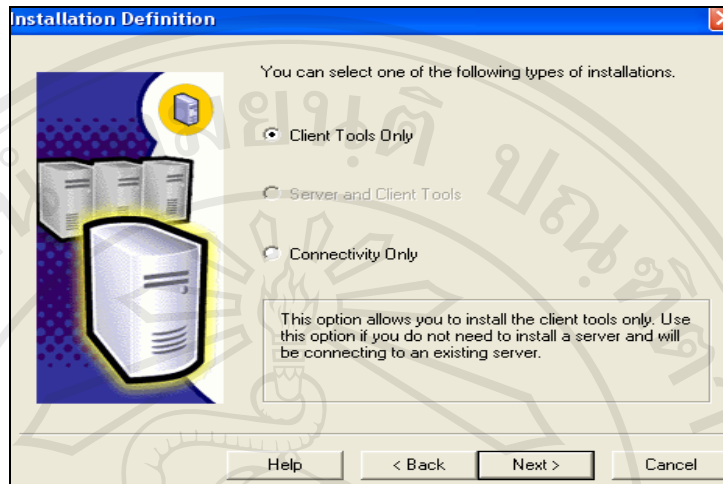 Installation Definition
You can select one of the following types of installations.
Client Tools Only
Server and Client Tools
Connectivity Only
This option allows you to install the client tools only. Use
this option if you do not need to install a server and will
be connecting to an existing server.
Help
< Back
Next >
Cancel